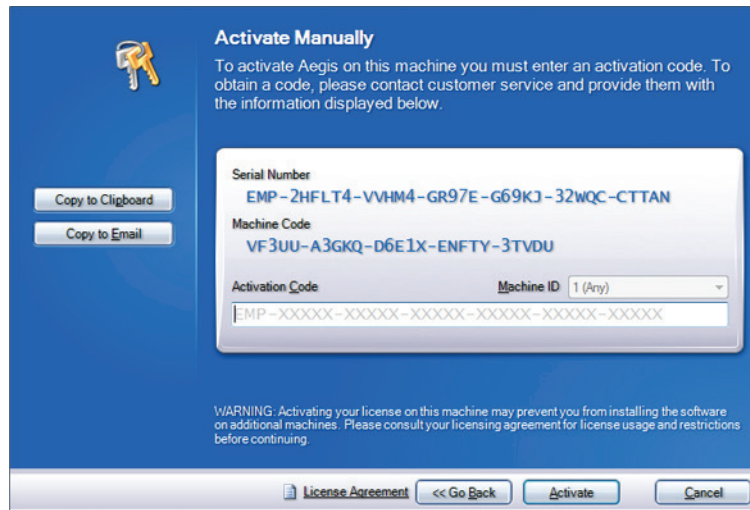 Activate Manually
To activate Aegis on this machine you must enter an activation code. To
obtain a code, please contact customer service and provide them with
the information displayed below.
Copy to Clipboard
Copy to Email
Serial Number
EMP-2HFLT4-VVHM4-GR97E-G69KJ-32WQC-CTTAN
Machine Code
VF3UU-A3GKQ-D6E1X-ENFTY-3TVDU
Activation Code
Machine ID 1 (Any)
EMP-XXXXX-XXXXX-XXXXX-XXXXX-XXXXX-XXXXX
WARNING: Activating your license on this machine may prevent you from installing the software
on additional machines. Please consult your licensing agreement for license usage and restrictions
before continuing.
License Agreement
<< Go Back
Activate
Cancel